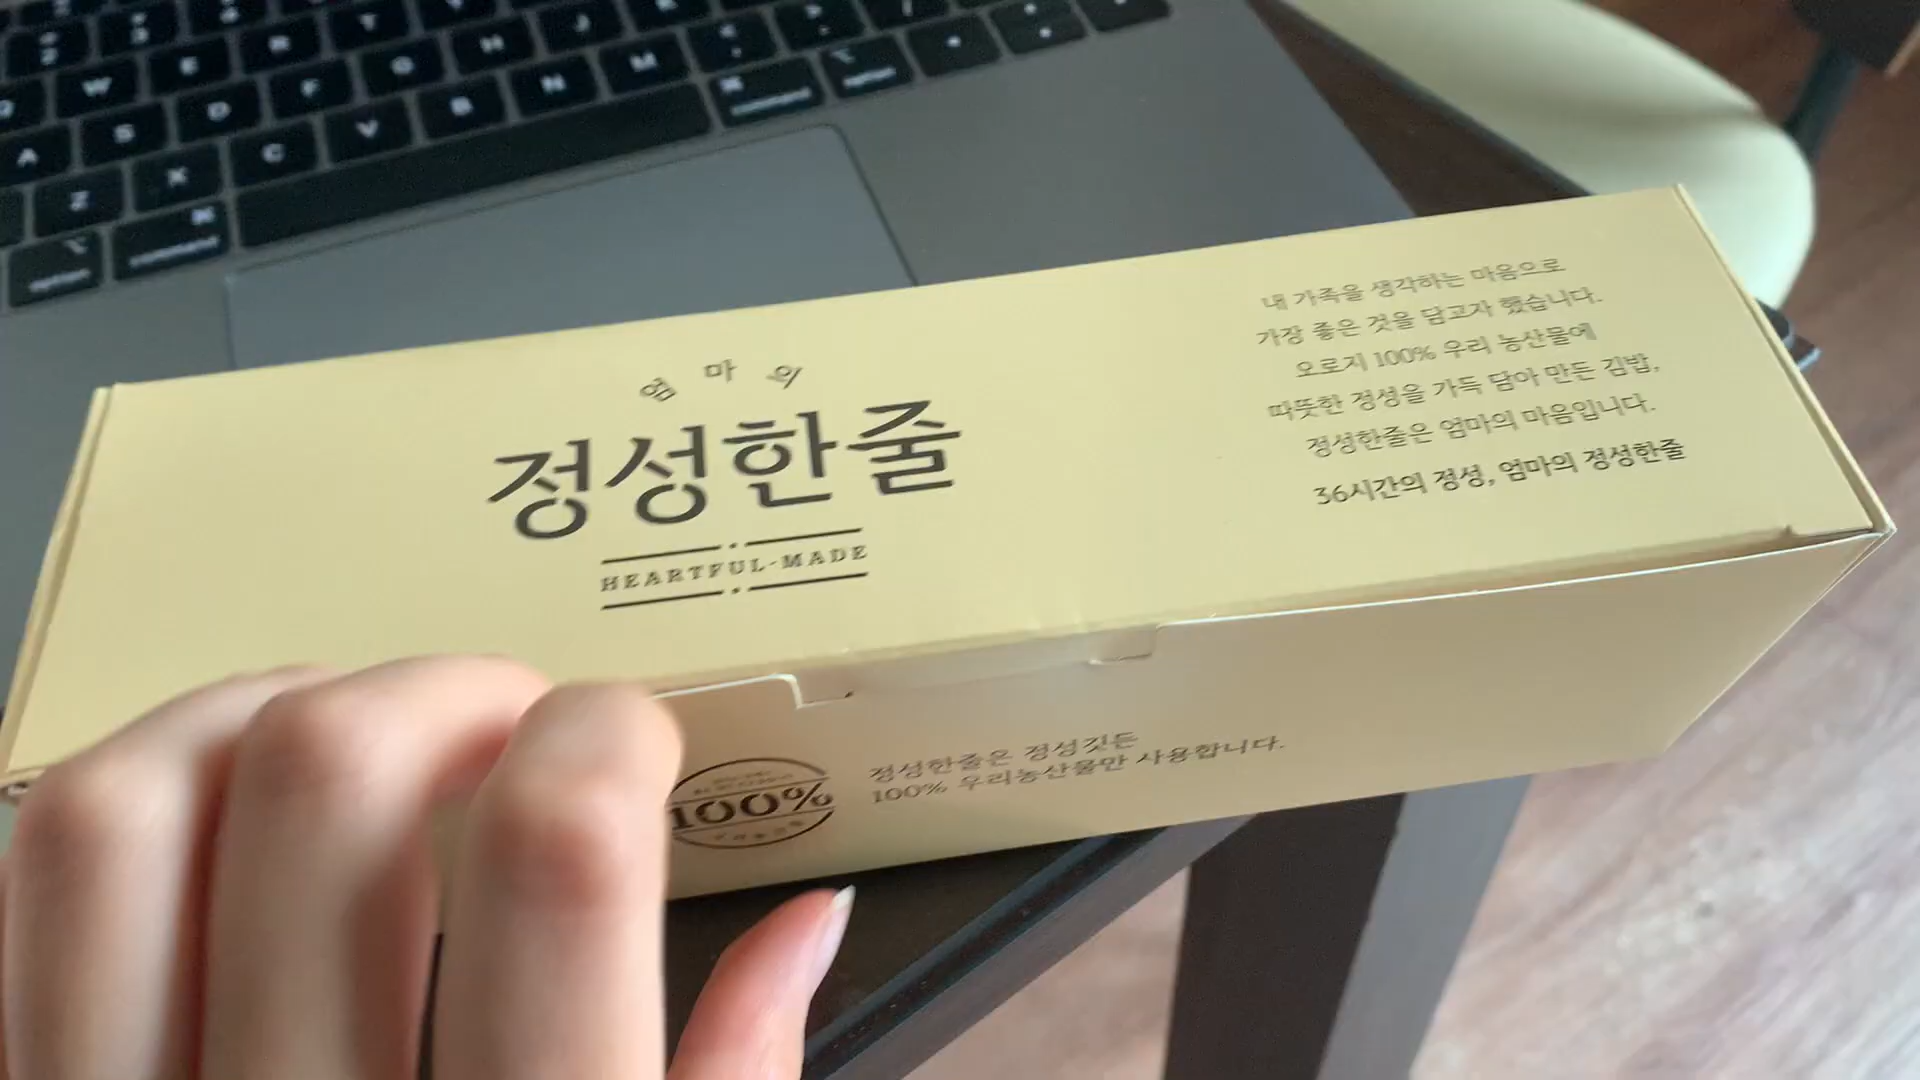 엄마의
정성한줄
HEARTFUL-MADE
내 가족을 생각하는 마음으로
가장 좋은 것을 담고자 했습니다.
오로지 100% 우리 농산물에
따뜻한 정성을 가득 담아 만든 김밥,
정성한줄은 엄마의 마음입니다.
36시간의 정성, 엄마의 정성한줄
100%
정성한줄은 정성깃든
100% 우리농산물만 사용합니다.
W E R T Y
A S D F G
Z X C V B N M
command option
option command